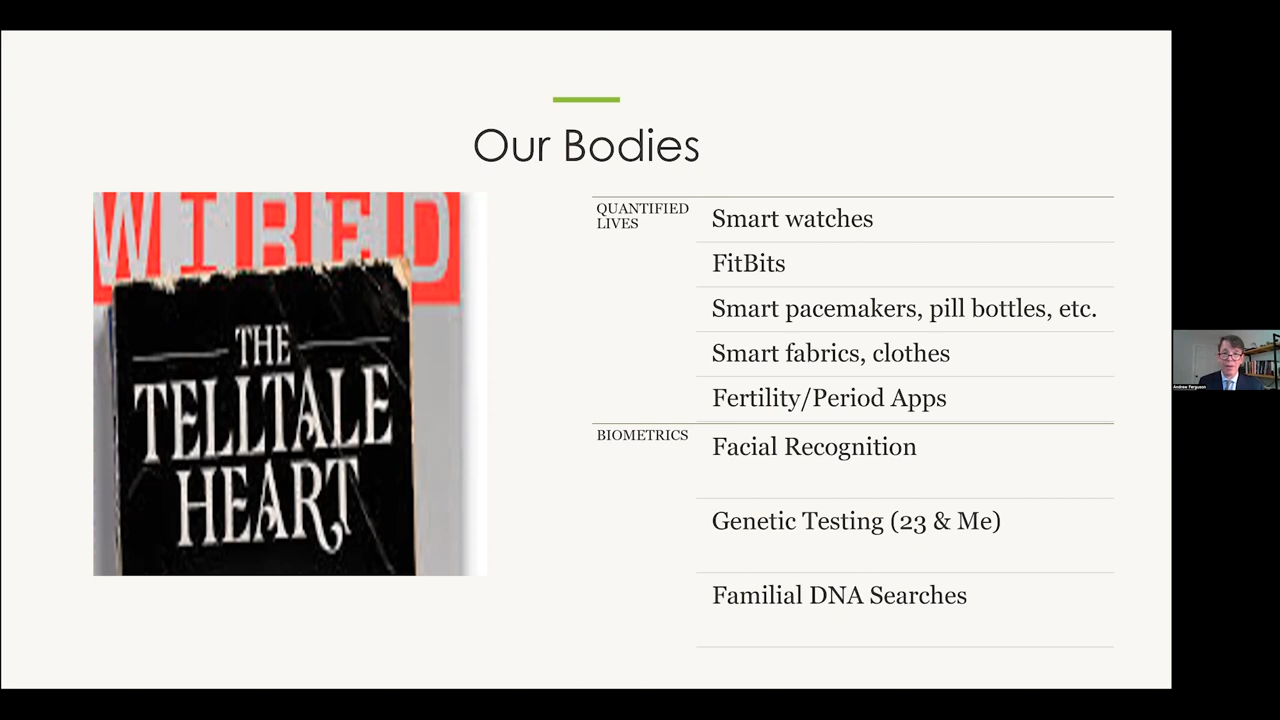 Our Bodies
WIRED
THE
TELLTALE
HEART
QUANTIFIED
LIVES
Smart watches
FitBits
Smart pacemakers, pill bottles, etc.
Smart fabrics, clothes
Fertility/Period Apps
BIOMETRICS
Facial Recognition
Genetic Testing (23 & Me)
Familial DNA Searches
Andrew Ferguson